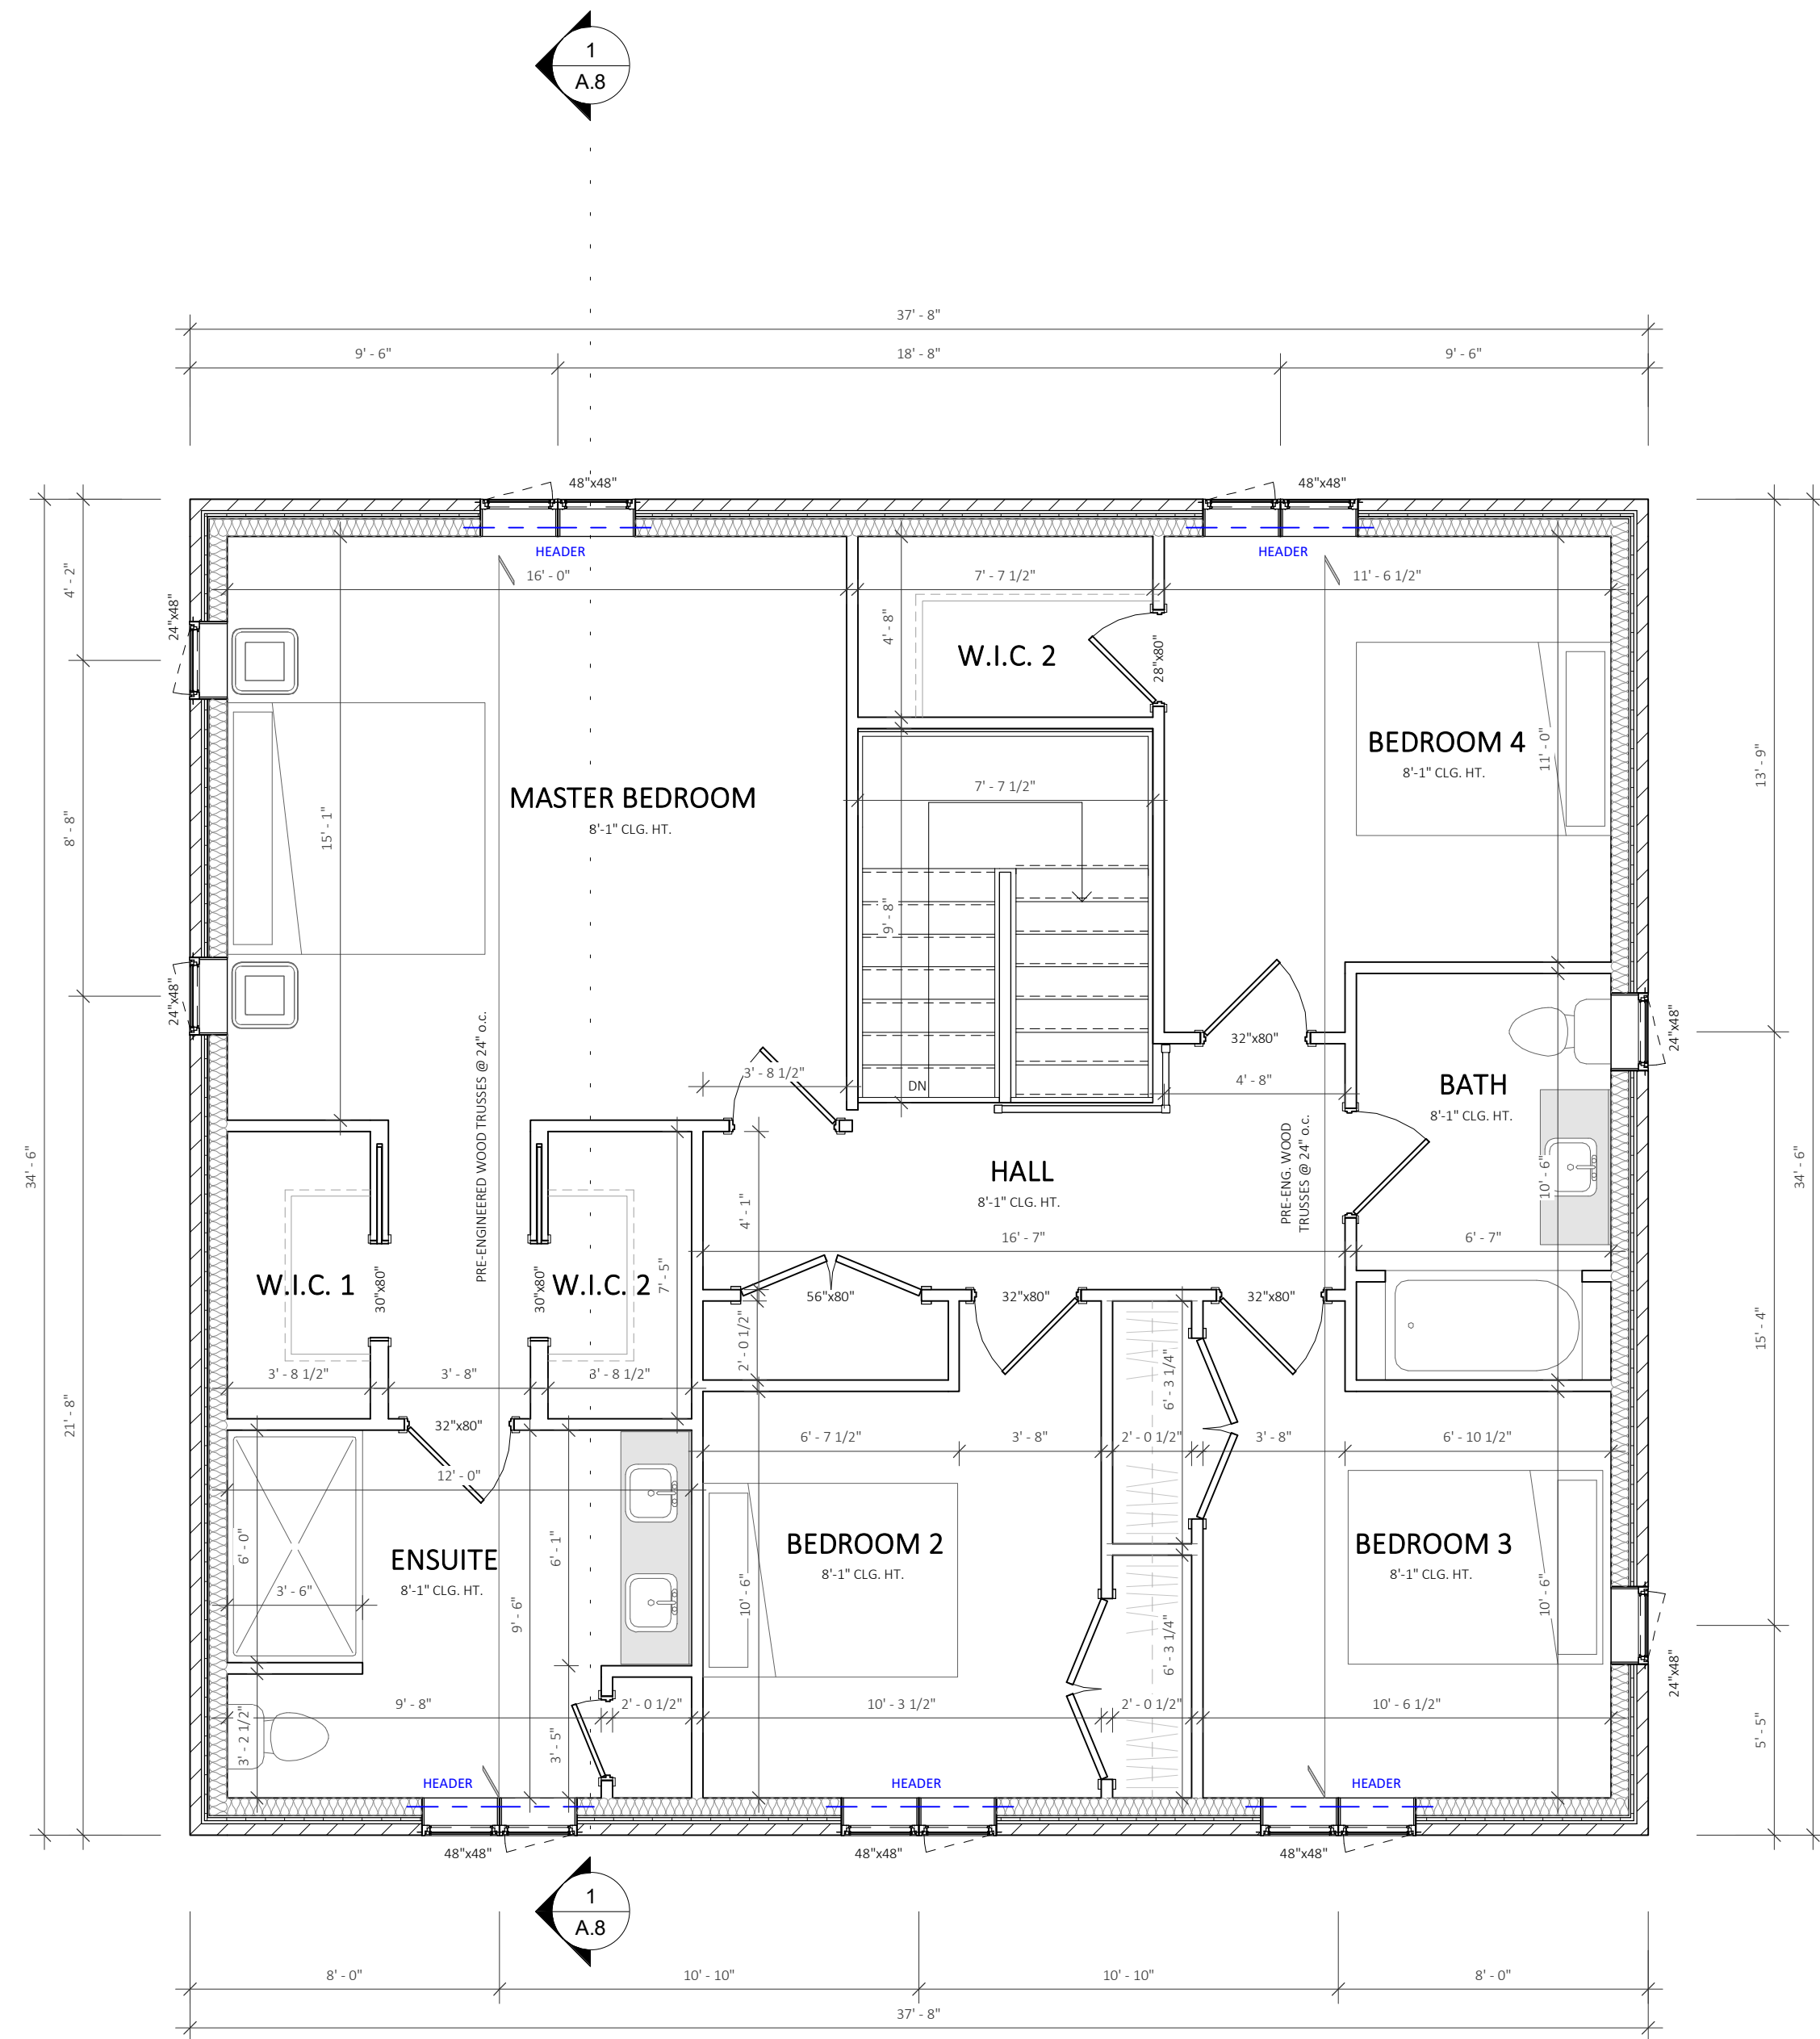 1
A.8
37' - 8"
9' - 6"
18' - 8"
9' - 6"
48"x48"
48"x48"
HEADER
HEADER
16' - 0"
7' - 7 1/2"
11' - 6 1/2"
4' - 2"
24"x48"
4' - 8"
W.I.C. 2
28"x80"
BEDROOM 4
8'-1" CLG. HT.
11' - 0"
13' - 9"
MASTER BEDROOM
8'-1" CLG. HT.
7' - 7 1/2"
15' - 1"
8' - 8"
9' - 8"
24"x48"
PRE-ENGINEERED WOOD TRUSSES @ 24" o.c.
3' - 8 1/2"
DN
32"x80"
4' - 8"
24"x48"
BATH
8'-1" CLG. HT.
34' - 6"
HALL
8'-1" CLG. HT.
PRE-ENG. WOOD
TRUSSES @ 24" o.c.
10' - 6"
34' - 6"
4' - 1"
16' - 7"
6' - 7"
W.I.C. 1
30"x80"
30"x80"
W.I.C. 2
7' - 5"
56"x80"
32"x80"
32"x80"
2' - 0 1/2"
6' - 3 1/4"
15' - 4"
3' - 8 1/2"
3' - 8"
3' - 8 1/2"
21' - 8"
32"x80"
6' - 7 1/2"
3' - 8"
2' - 0 1/2"
3' - 8"
6' - 10 1/2"
12' - 0"
6' - 0"
ENSUITE
8'-1" CLG. HT.
3' - 6"
6' - 1"
9' - 6"
BEDROOM 2
8'-1" CLG. HT.
10' - 6"
6' - 3 1/4"
BEDROOM 3
8'-1" CLG. HT.
10' - 6"
24"x48"
9' - 8"
2' - 0 1/2"
10' - 3 1/2"
2' - 0 1/2"
10' - 6 1/2"
3' - 2 1/2"
3' - 5"
5' - 5"
HEADER
HEADER
HEADER
48"x48"
48"x48"
48"x48"
1
A.8
8' - 0"
10' - 10"
10' - 10"
8' - 0"
37' - 8"